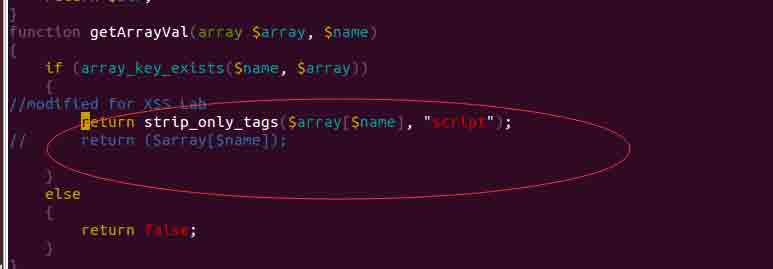 }
function getArrayVal(array $array, $name)
{
    if (array_key_exists($name, $array))
    {
//modified for XSS Lab
        return strip_only_tags($array[$name], "script");
//      return ($array[$name]);
    }
    else
    {
        return false;
    }
}